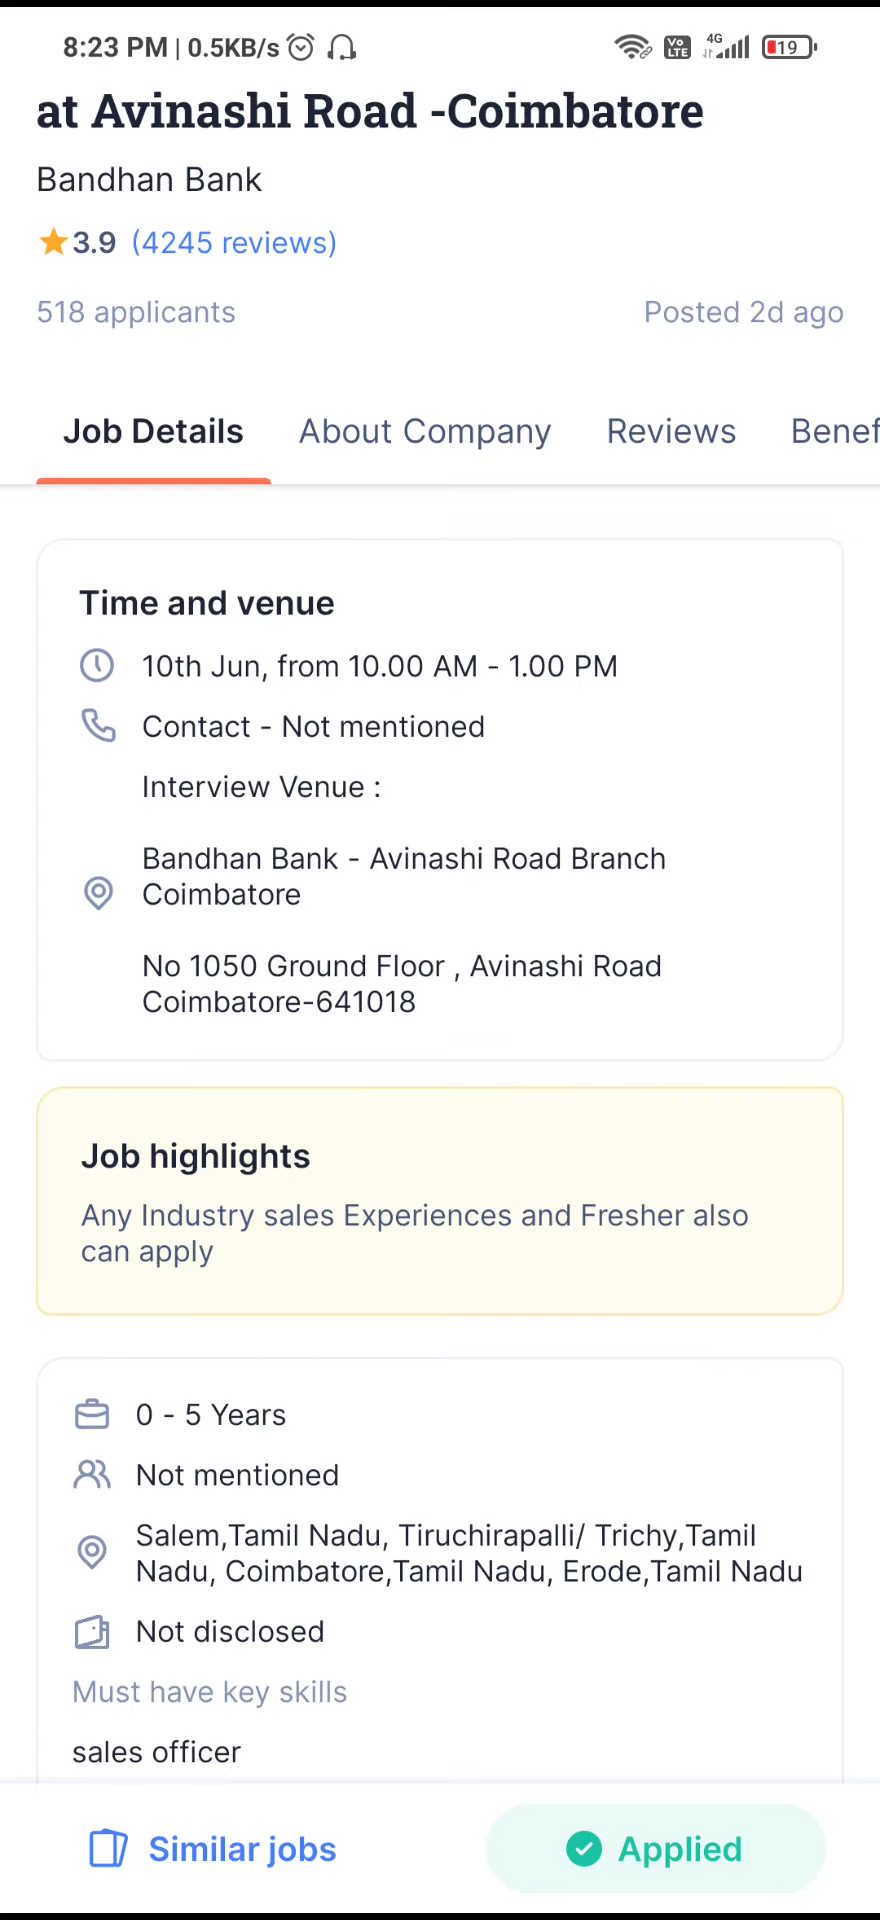 8:23 PM | 0.5KB/s
Vo LTE 4G 19
at Avinashi Road -Coimbatore
Bandhan Bank
3.9 (4245 reviews)
518 applicants Posted 2d ago
Job Details About Company Reviews Benef
Time and venue
10th Jun, from 10.00 AM - 1.00 PM
Contact - Not mentioned
Interview Venue :
Bandhan Bank - Avinashi Road Branch
Coimbatore
No 1050 Ground Floor , Avinashi Road
Coimbatore-641018
Job highlights
Any Industry sales Experiences and Fresher also
can apply
0 - 5 Years
Not mentioned
Salem,Tamil Nadu, Tiruchirapalli/ Trichy,Tamil
Nadu, Coimbatore,Tamil Nadu, Erode,Tamil Nadu
Not disclosed
Must have key skills
sales officer
Similar jobs Applied